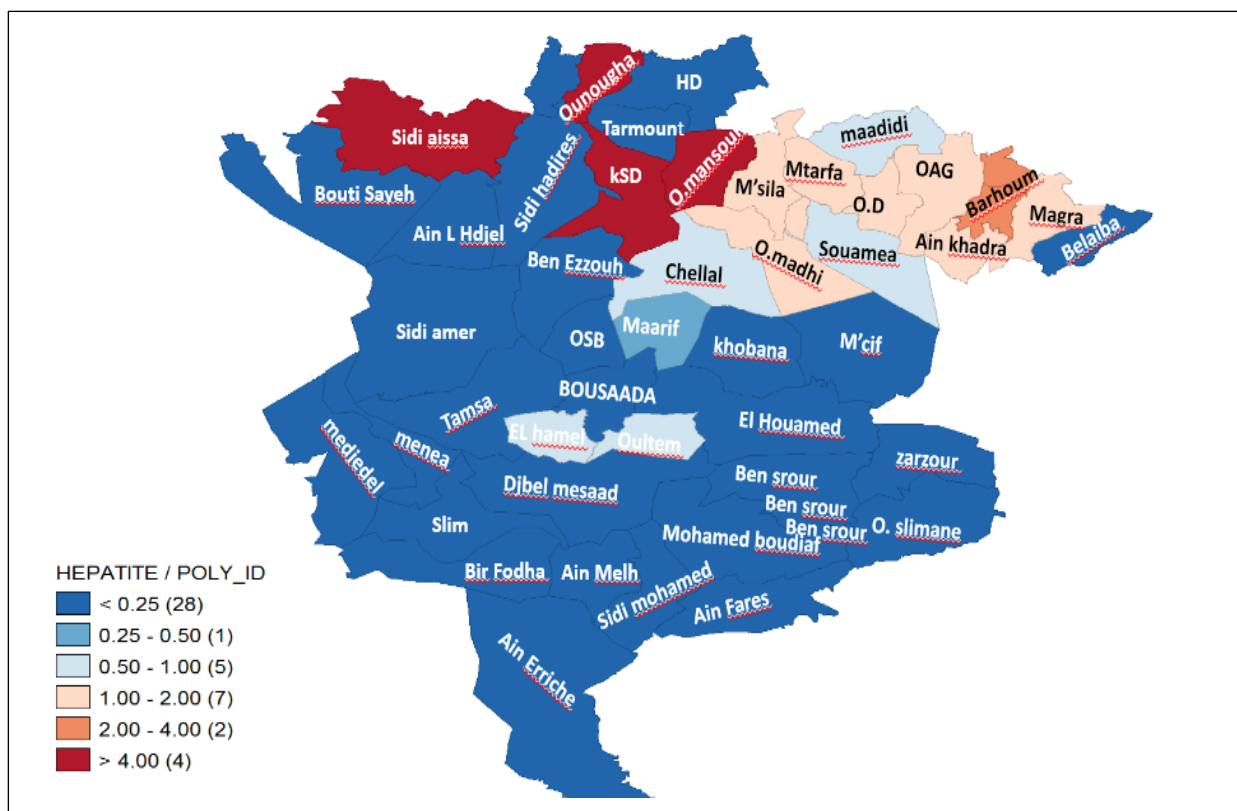 Ounougha
HD
Sidi aissa
Tarmount
maadidi
Sidi hadires
kSD
O.mansour
Mtarfa
OAG
Bouti Sayeh
M'sila
Barhoum
O.D
Magra
Ain L Hdjel
Ain khadra
Belaiba
Ben Ezzouh
Chellal
O.madhi
Souamea
Sidi amer
OSB
Maarif
khobana
M'cif
BOUSAADA
Tamsa
EL hamel
Oultem
El Houamed
mediedel
menea
zarzour
Djbel mesaad
Ben srour
Ben srour
Slim
Mohamed boudiaf
Ben srour
O. slimane
Bir Fodha
Ain Melh
Sidi mohamed
Ain Fares
Ain Erriche
HEPATITE / POLY_ID
< 0.25 (28)
0.25 - 0.50 (1)
0.50 - 1.00 (5)
1.00 - 2.00 (7)
2.00 - 4.00 (2)
> 4.00 (4)